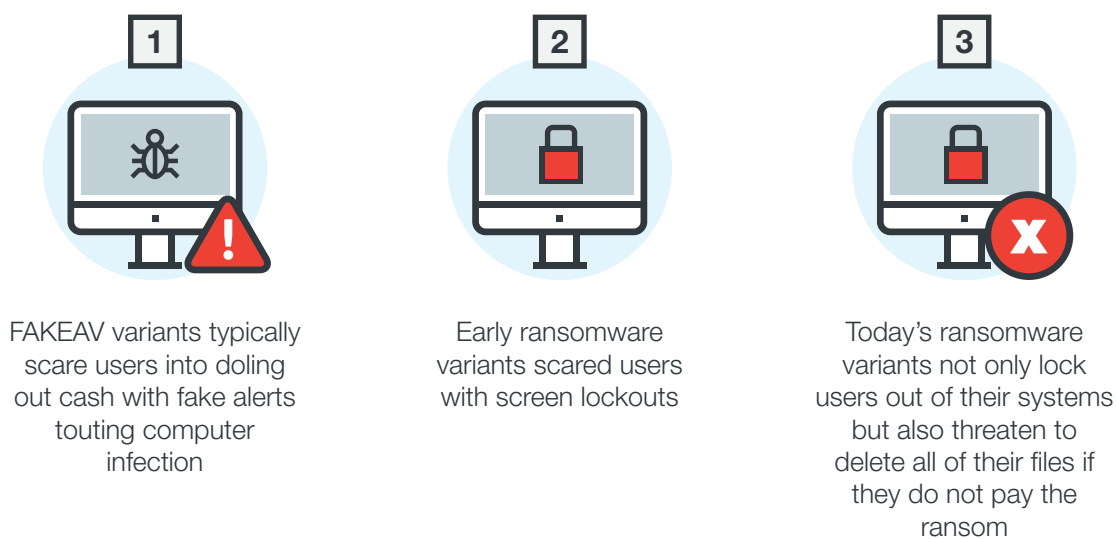 1
FAKEAV variants typically
scare users into doling
out cash with fake alerts
touting computer
infection
2
Early ransomware
variants scared users
with screen lockouts
3
Today’s ransomware
variants not only lock
users out of their systems
but also threaten to
delete all of their files if
they do not pay the
ransom